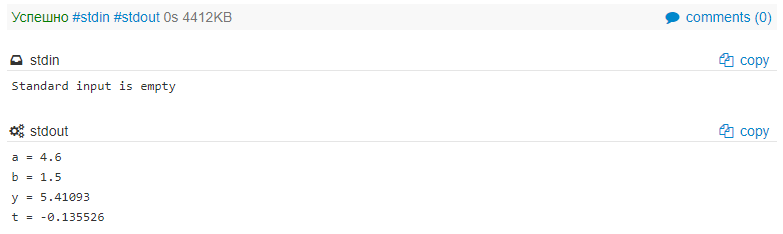 Успешно #stdin #stdout 0s 4412KB comments (0)
stdin copy
Standard input is empty
stdout copy
a = 4.6
b = 1.5
y = 5.41093
t = -0.135526